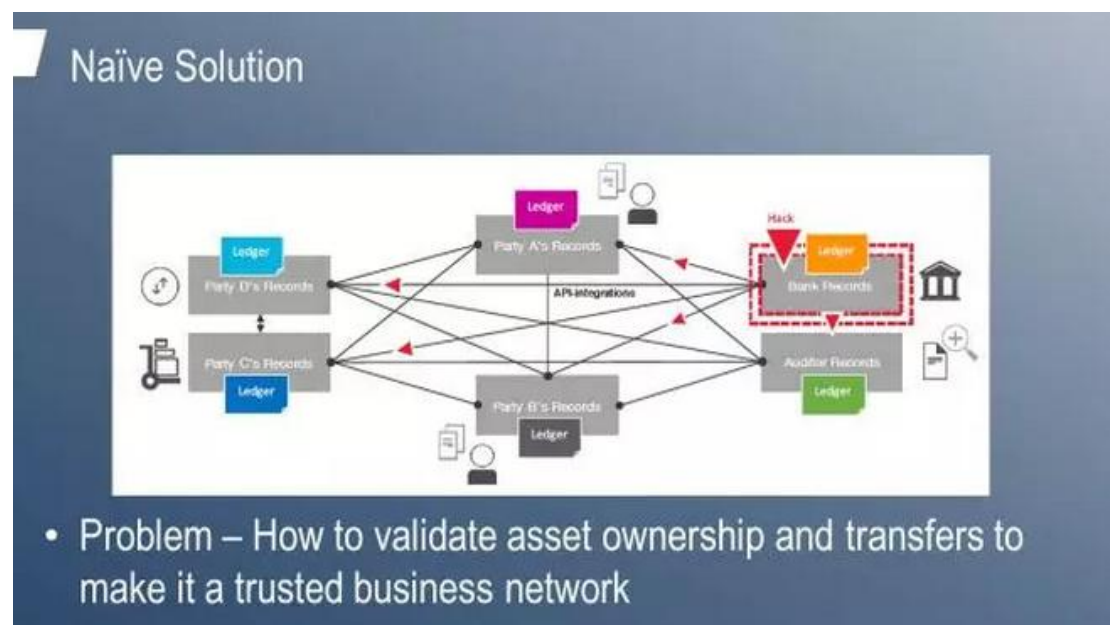 Naïve Solution
Ledger
Party A's Records
Hack
Ledger
Bank Records
Ledger
Party D's Records
API-integrations
Party C's Records
Ledger
Auditor Records
Ledger
Party B's Records
Ledger
• Problem – How to validate asset ownership and transfers to
make it a trusted business network